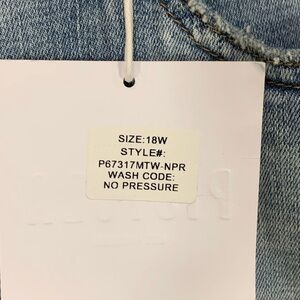 SIZE:18W
STYLE#:
P67317MTW-NPR
WASH CODE:
NO PRESSURE